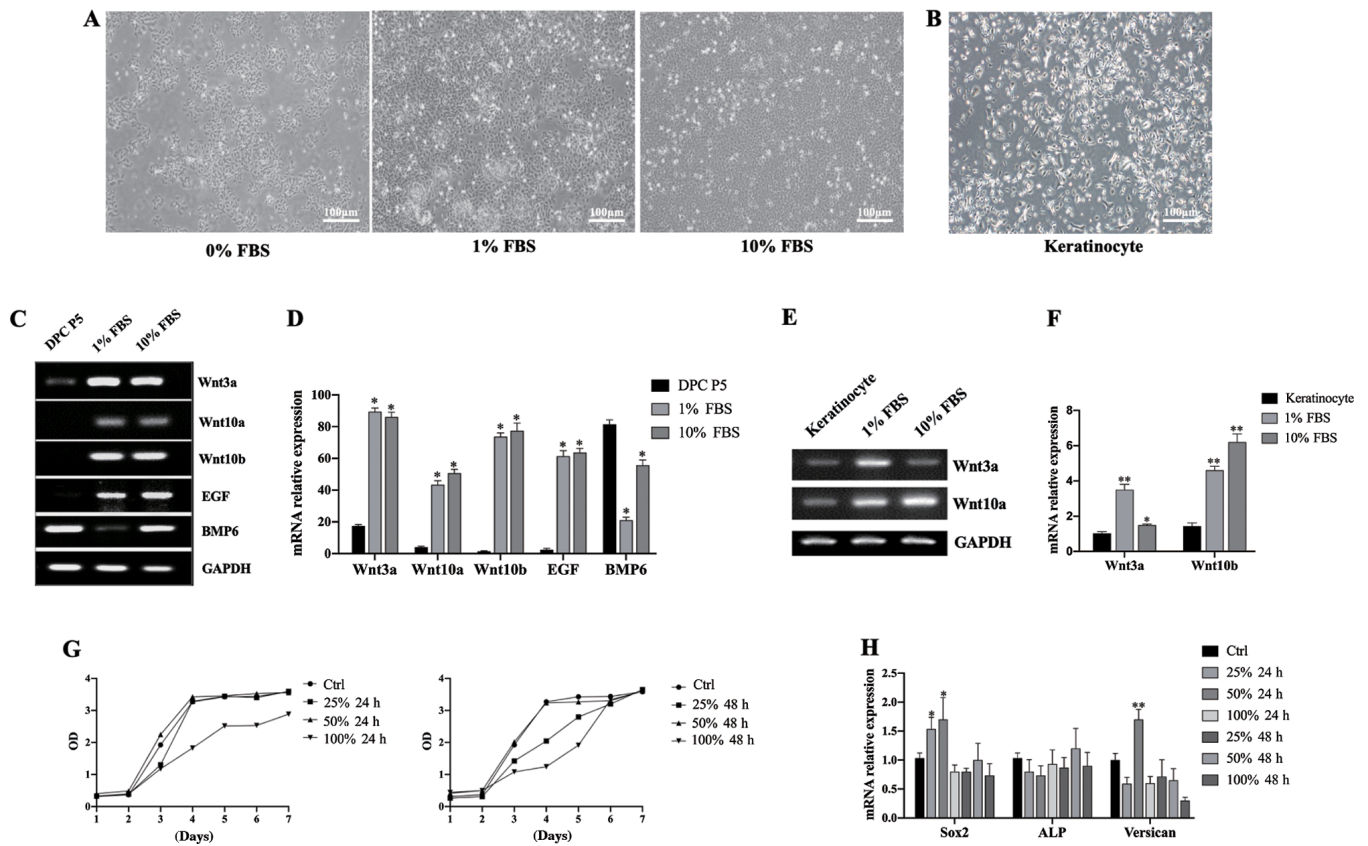 A
B
100μm
100μm
100μm
100μm
0% FBS
1% FBS
10% FBS
Keratinocyte
C
DPC P5
1% FBS
10% FBS
Wnt3a
Wnt10a
Wnt10b
EGF
BMP6
GAPDH
D
mRNA relative expression
100
80
60
40
20
0
Wnt3a
Wnt10a
Wnt10b
EGF
BMP6
* * * * * * * * * *
DPC P5
1% FBS
10% FBS
E
Keratinocyte
1% FBS
10% FBS
Wnt3a
Wnt10a
GAPDH
F
mRNA relative expression
8
6
4
2
0
** * ** **
Wnt3a
Wnt10b
Keratinocyte
1% FBS
10% FBS
G
OD
4
3
2
1
0
1 2 3 4 5 6 7
(Days)
Ctrl
25% 24 h
50% 24 h
100% 24 h
OD
4
3
2
1
0
1 2 3 4 5 6 7
(Days)
Ctrl
25% 48 h
50% 48 h
100% 48 h
H
mRNA relative expression
2.5
2.0
1.5
1.0
0.5
0.0
* * **
Sox2
ALP
Versican
Ctrl
25% 24 h
50% 24 h
100% 24 h
25% 48 h
50% 48 h
100% 48 h